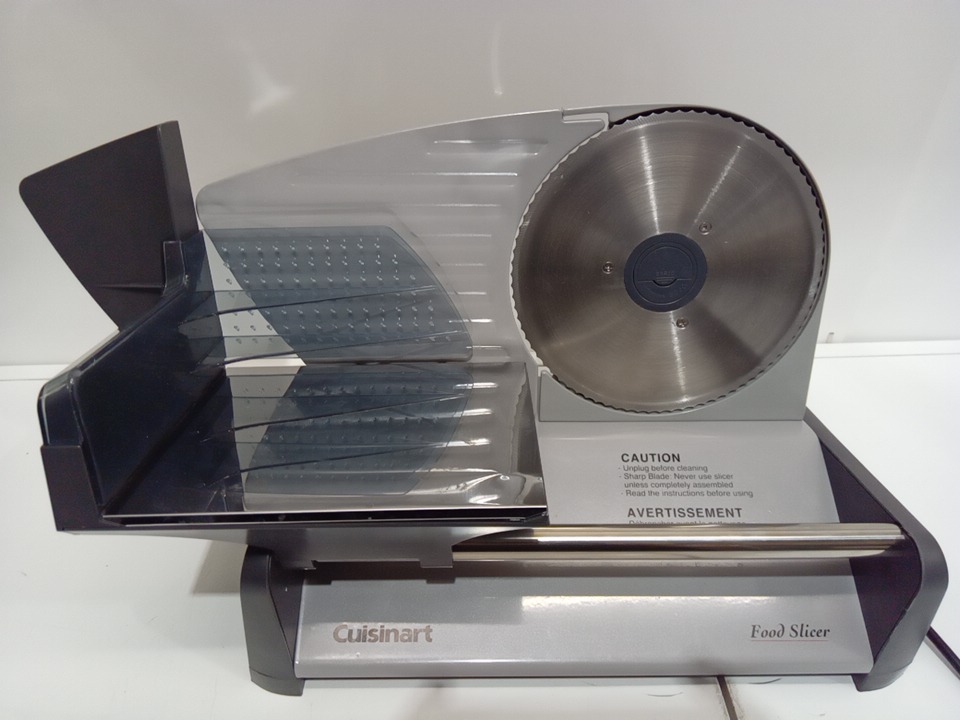 CAUTION
· Unplug before cleaning
· Sharp Blade: Never use slicer
unless completely assembled
· Read the instructions before using
AVERTISSEMENT
Cuisinart
Food Slicer